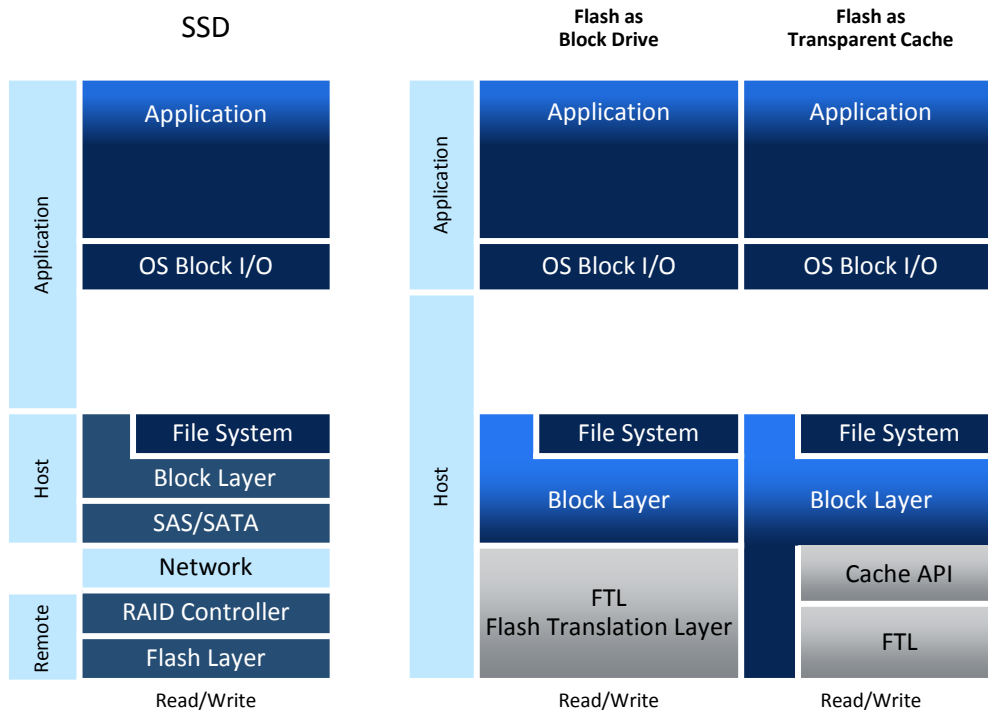 SSD
Application
Application
OS Block I/O
Host
File System
Block Layer
SAS/SATA
Network
Remote
RAID Controller
Flash Layer
Read/Write
Flash as
Block Drive
Flash as
Transparent Cache
Application
Application
Application
OS Block I/O
OS Block I/O
Host
File System
File System
Block Layer
Block Layer
FTL
Flash Translation Layer
Cache API
FTL
Read/Write
Read/Write